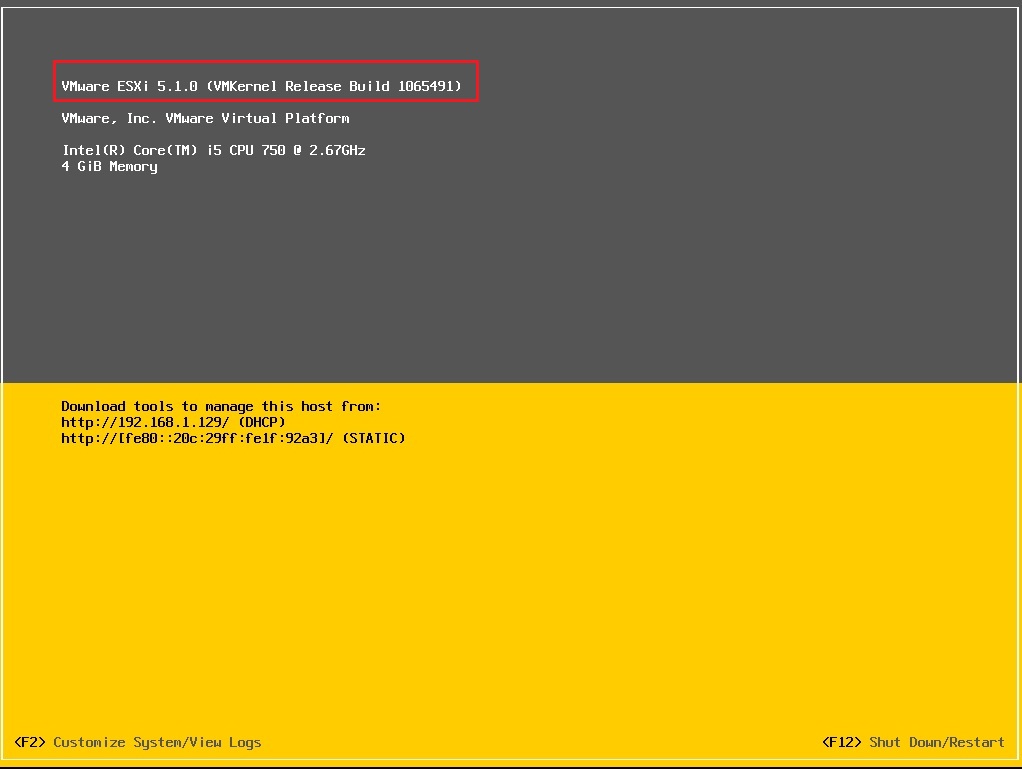 VMware ESXi 5.1.0 (VMKernel Release Build 1065491)
VMware, Inc. VMware Virtual Platform
Intel(R) Core(TM) i5 CPU 750 @ 2.67GHz
4 GiB Memory
Download tools to manage this host from:
http://192.168.1.129/ (DHCP)
http://[fe80::20c:29ff:fe1f:92a3]/ (STATIC)
<F2> Customize System/View Logs
<F12> Shut Down/Restart